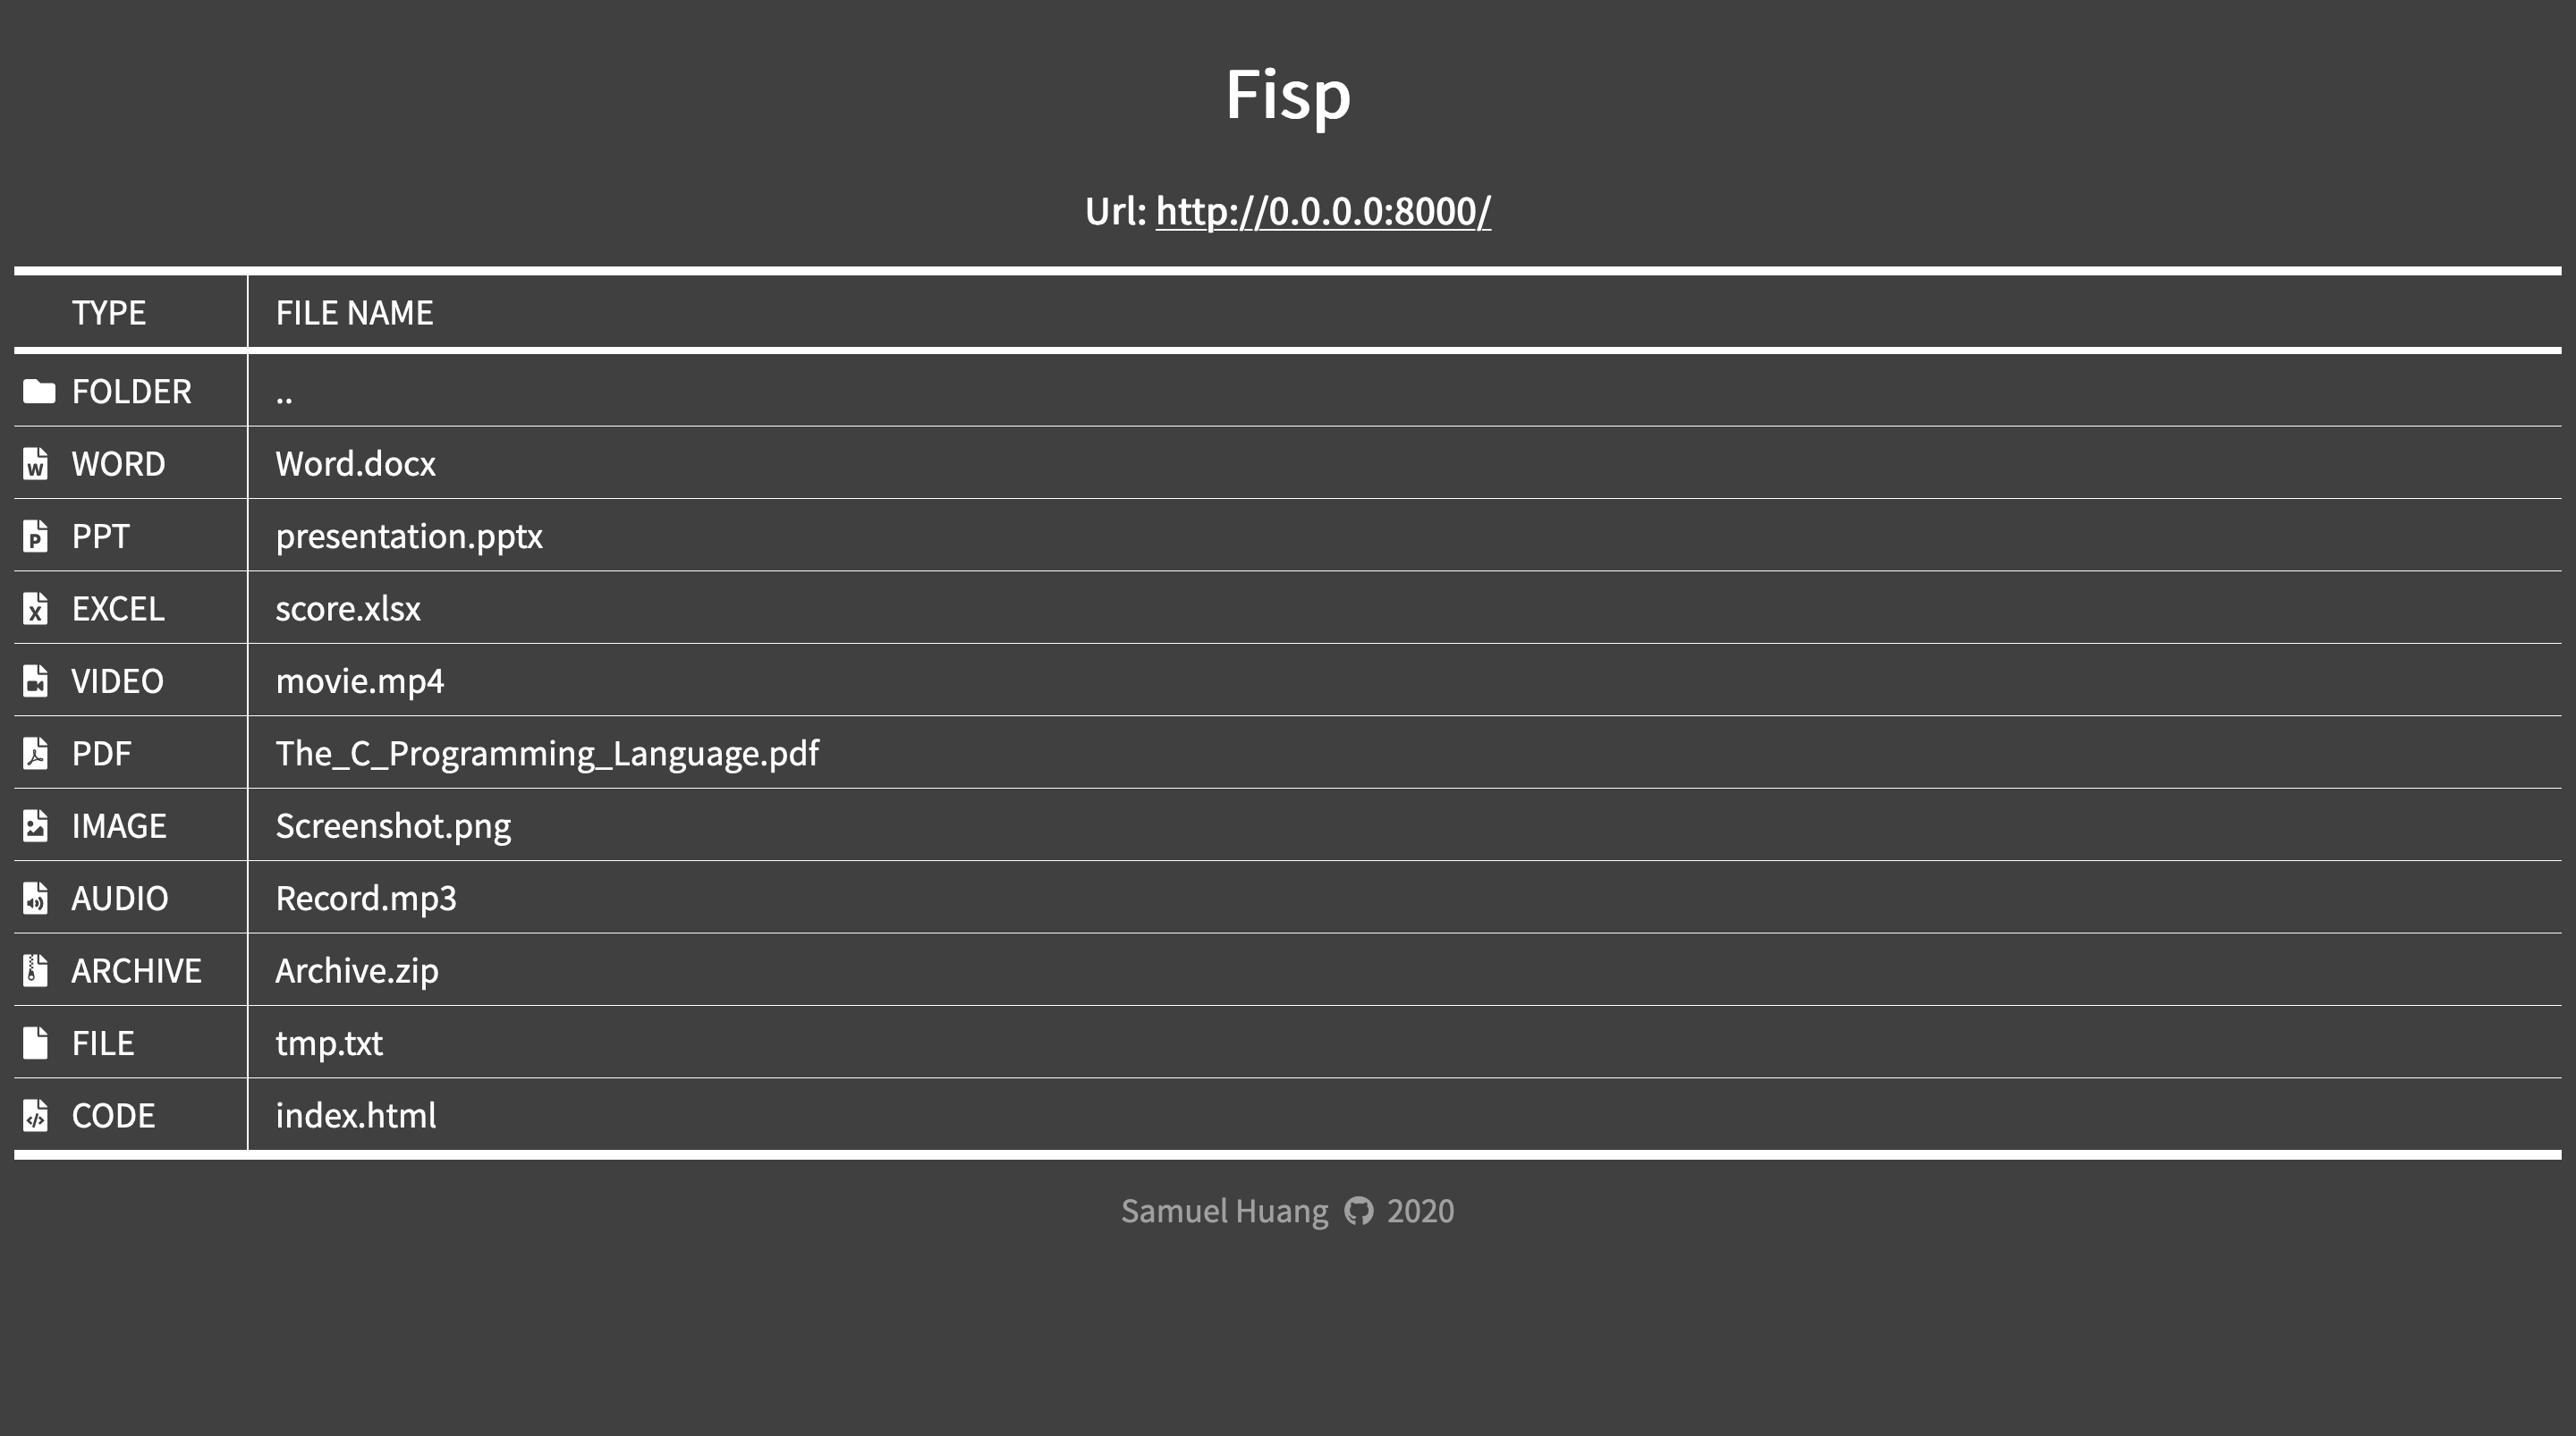 Fisp
Url: http://0.0.0.0:8000/
TYPE FILE NAME
FOLDER ..
WORD Word.docx
PPT presentation.pptx
EXCEL score.xlsx
VIDEO movie.mp4
PDF The_C_Programming_Language.pdf
IMAGE Screenshot.png
AUDIO Record.mp3
ARCHIVE Archive.zip
FILE tmp.txt
CODE index.html
Samuel Huang 2020